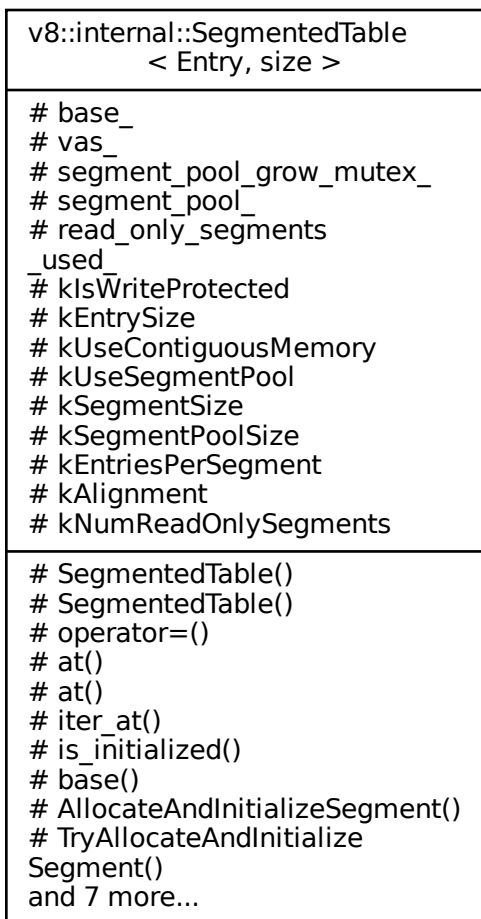 v8::internal::SegmentedTable
< Entry, size >
# base_
# vas_
# segment_pool_grow_mutex_
# segment_pool_
# read_only_segments
_used_
# kIsWriteProtected
# kEntrySize
# kUseContiguousMemory
# kUseSegmentPool
# kSegmentSize
# kSegmentPoolSize
# kEntriesPerSegment
# kAlignment
# kNumReadOnlySegments
# SegmentedTable()
# SegmentedTable()
# operator=()
# at()
# at()
# iter_at()
# is_initialized()
# base()
# AllocateAndInitializeSegment()
# TryAllocateAndInitialize
Segment()
and 7 more...